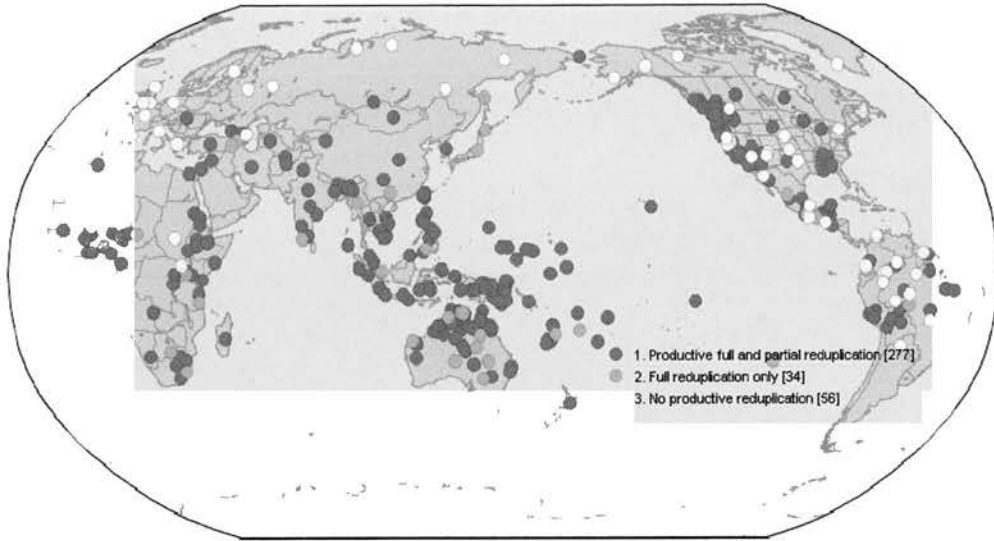 1. Productive full and partial reduplication [277]
2. Full reduplication only [34]
3. No productive reduplication [56]